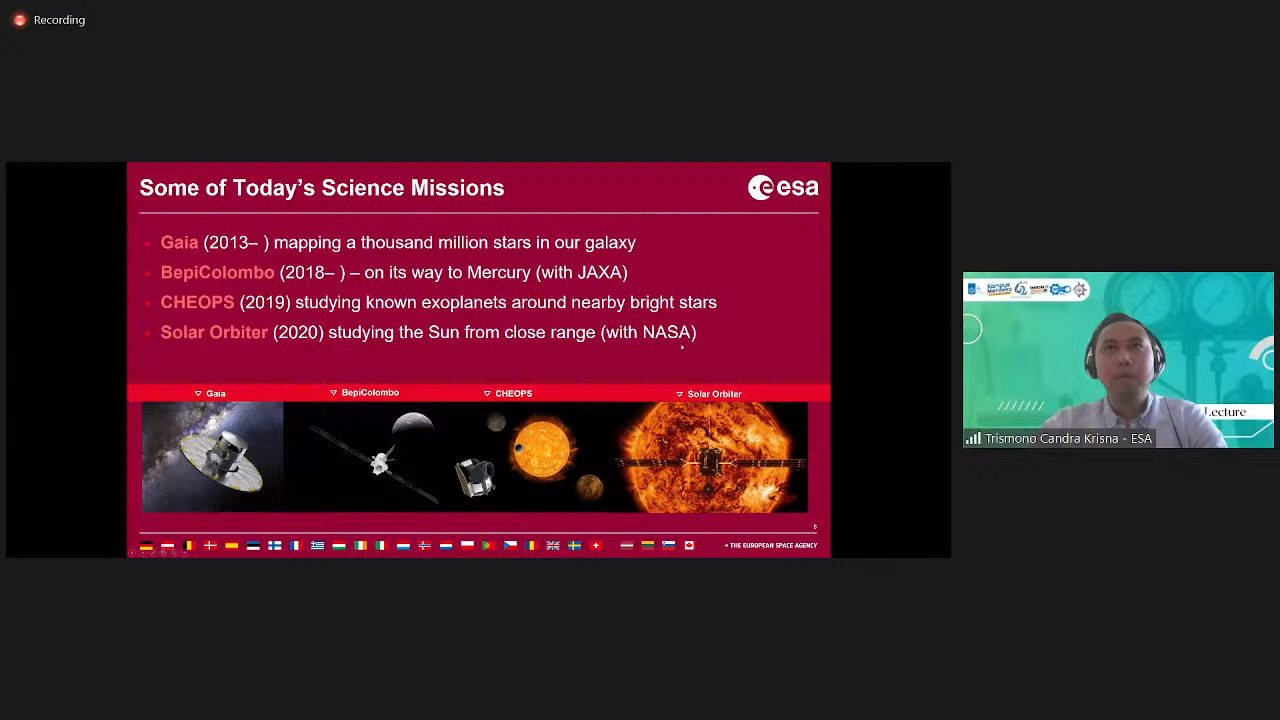 Recording
Some of Today's Science Missions
esa
Gaia (2013– ) mapping a thousand million stars in our galaxy
BepiColombo (2018– ) – on its way to Mercury (with JAXA)
CHEOPS (2019) studying known exoplanets around nearby bright stars
Solar Orbiter (2020) studying the Sun from close range (with NASA)
Gaia
BepiColombo
CHEOPS
Solar Orbiter
8
→ THE EUROPEAN SPACE AGENCY
Kampus
Merdeka
Lecture
Trismono Candra Krisna - ESA